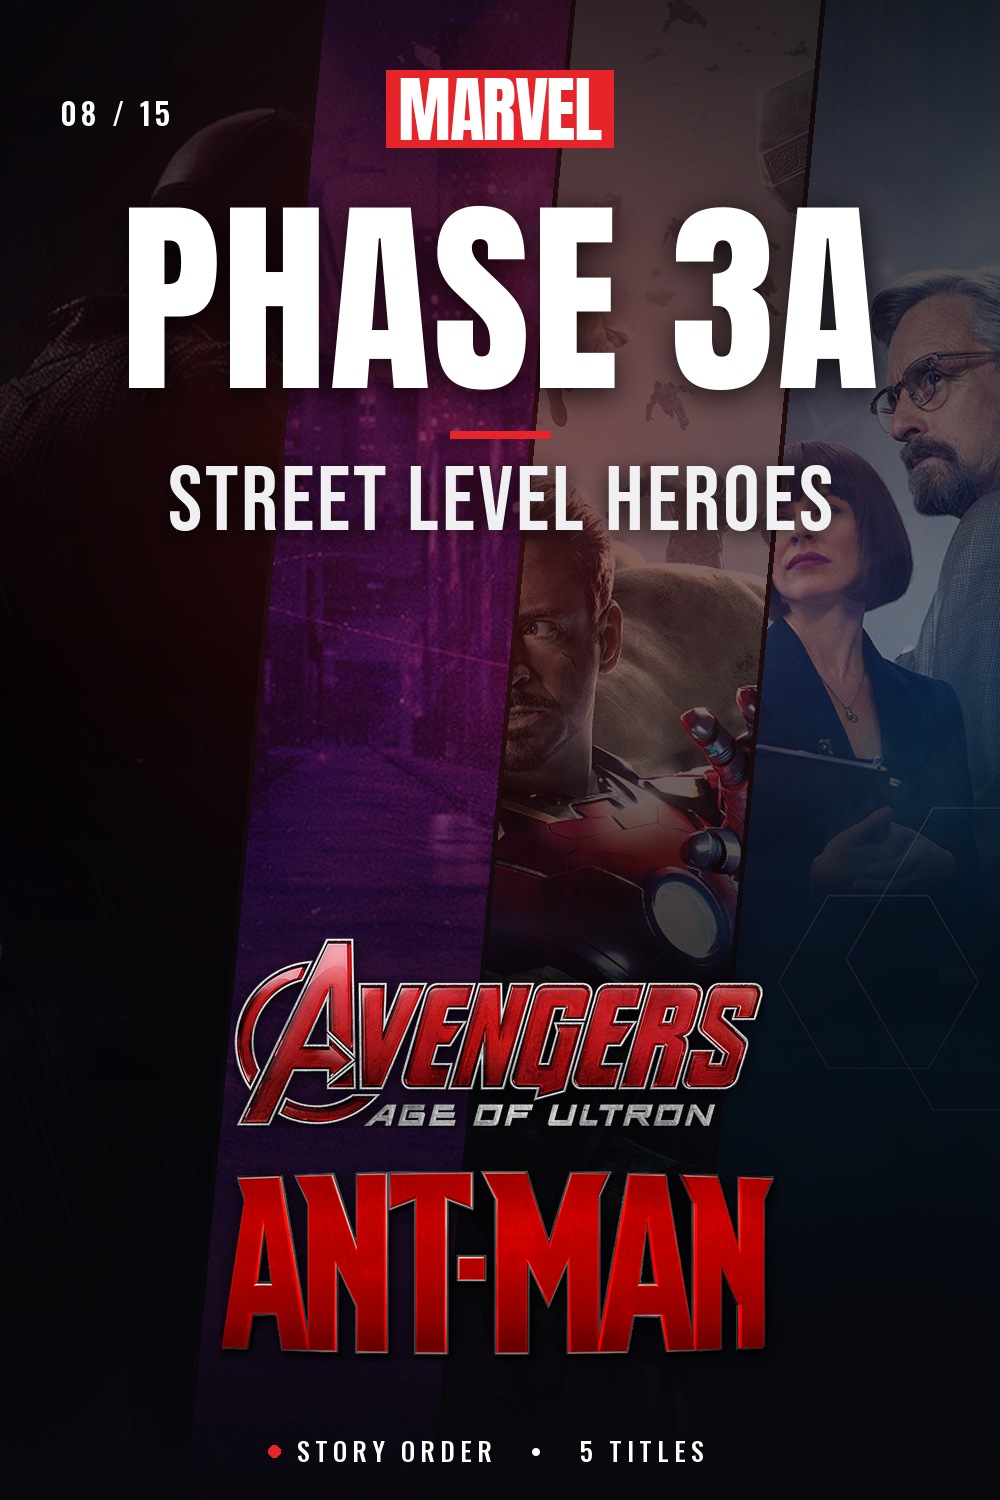 08 / 15
MARVEL
PHASE 3A
STREET LEVEL HEROES
AVENGERS
AGE OF ULTRON
ANT-MAN
STORY ORDER • 5 TITLES